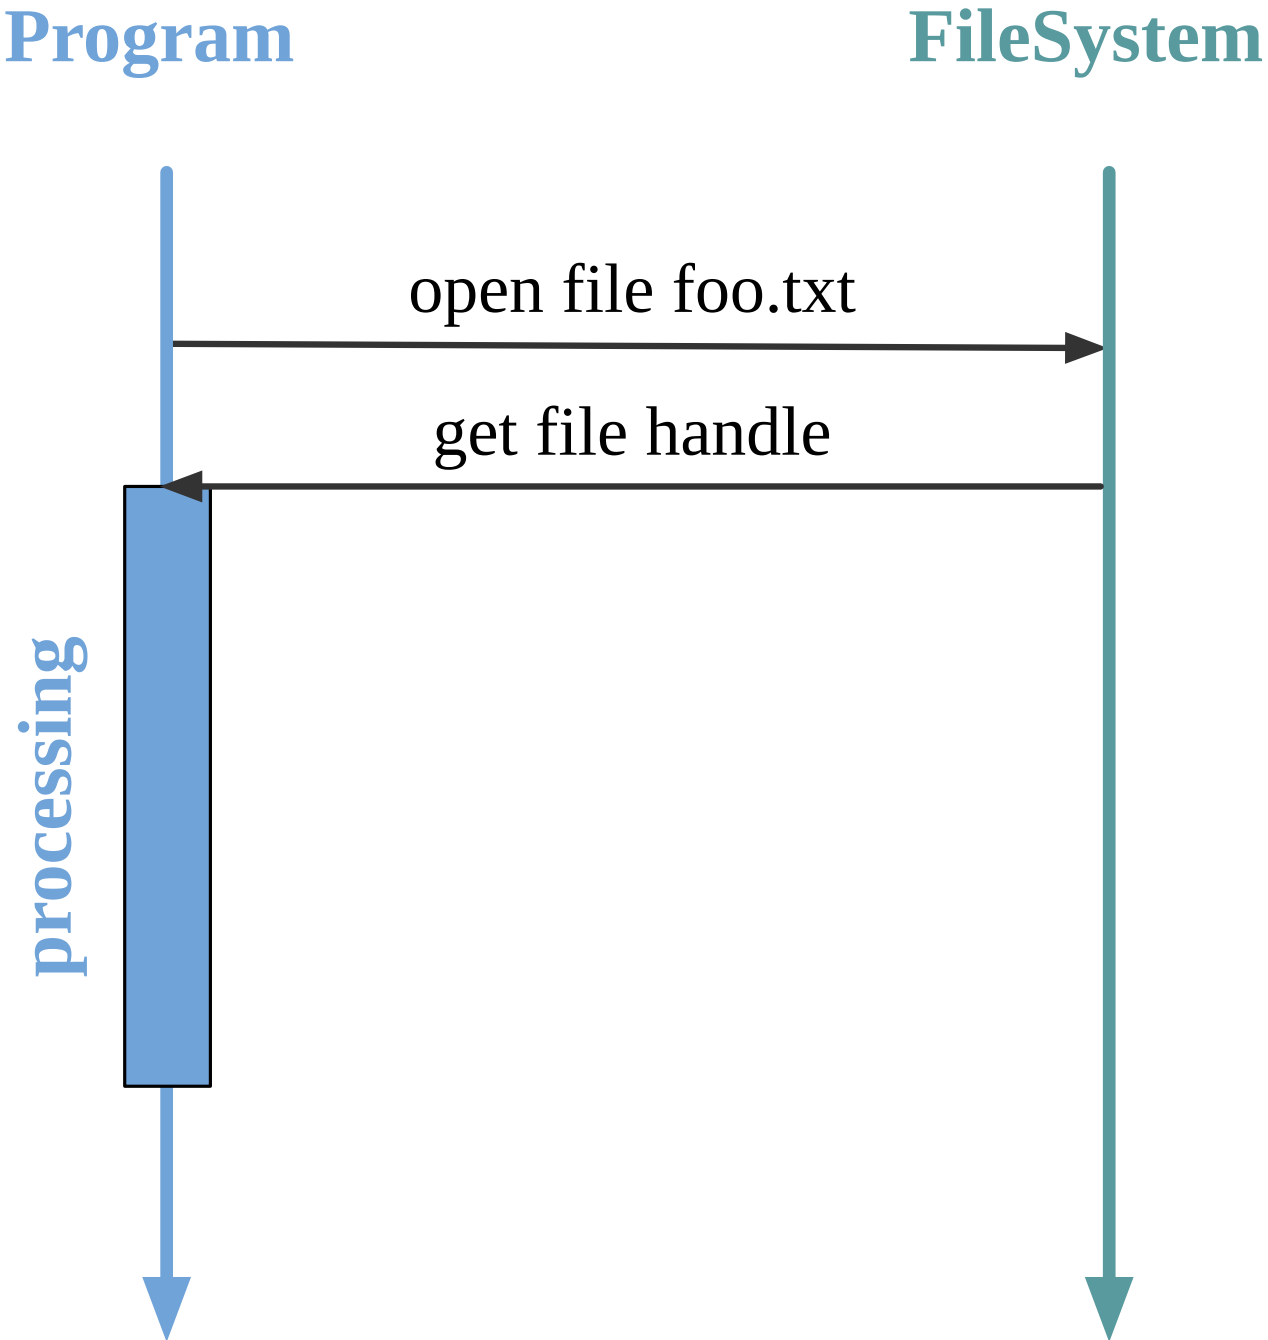 Program
FileSystem
open file foo.txt
get file handle
processing